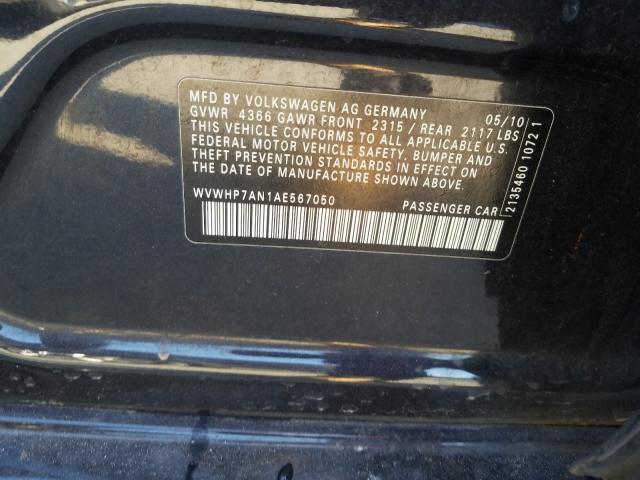 MFD BY VOLKSWAGEN AG GERMANY 05/10
GVWR 4366 GAWR FRONT 2315 / REAR 2117 LBS
THIS VEHICLE CONFORMS TO ALL APPLICABLE U.S.
FEDERAL MOTOR VEHICLE SAFETY, BUMPER AND
THEFT PREVENTION STANDARDS IN EFFECT ON
THE DATE OF MANUFACTURE SHOWN ABOVE.
WVWHP7AN1AE567050 PASSENGER CAR
2135460 1072 1